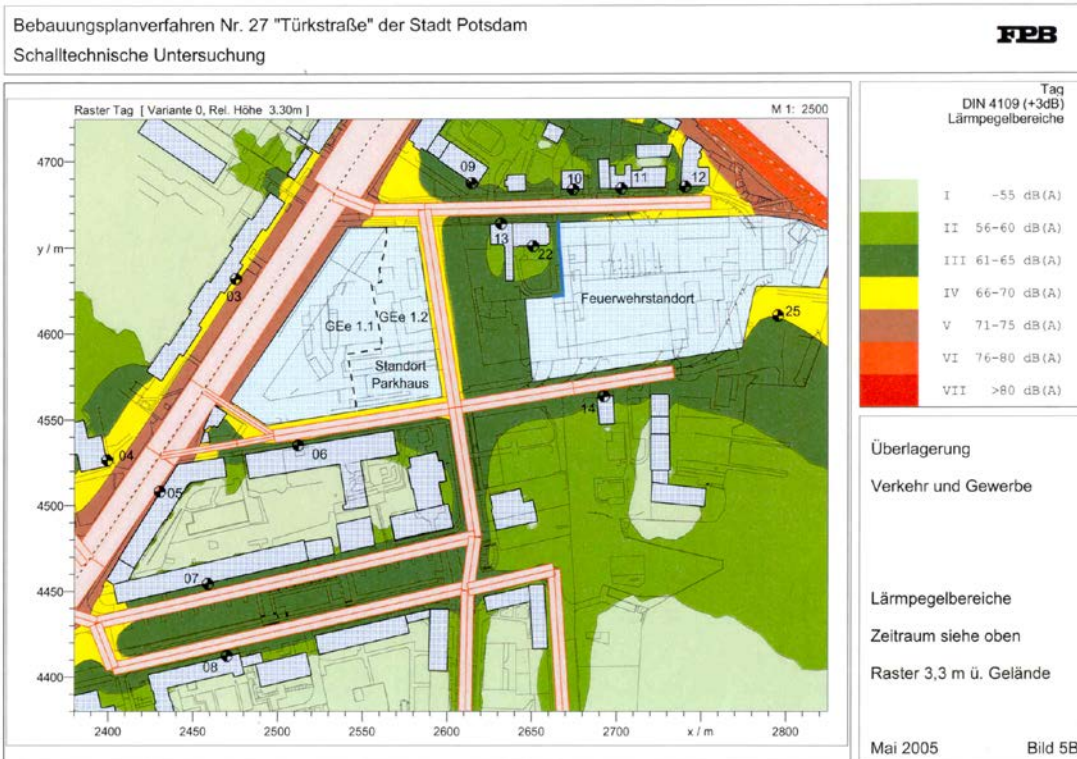 Bebauungsplanverfahren Nr. 27 "Türkstraße" der Stadt Potsdam
Schalltechnische Untersuchung
FPB
Raster Tag [ Variante 0, Rel. Höhe 3.30m ]
M 1: 2500
4700
y / m
4600
4550
4500
4450
4400
2400
2450
2500
2550
2600
2650
2700
x / m
2800
09
10
11
12
13
22
03
GEe 1.1
GEe 1.2
Feuerwehrstandort
25
Standort
Parkhaus
14
04
06
05
07
08
Tag
DIN 4109 (+3dB)
Lärmpegelbereiche
I -55 dB(A)
II 56-60 dB(A)
III 61-65 dB(A)
IV 66-70 dB(A)
V 71-75 dB(A)
VI 76-80 dB(A)
VII >80 dB(A)
Überlagerung
Verkehr und Gewerbe
Lärmpegelbereiche
Zeitraum siehe oben
Raster 3,3 m ü. Gelände
Mai 2005 Bild 5B